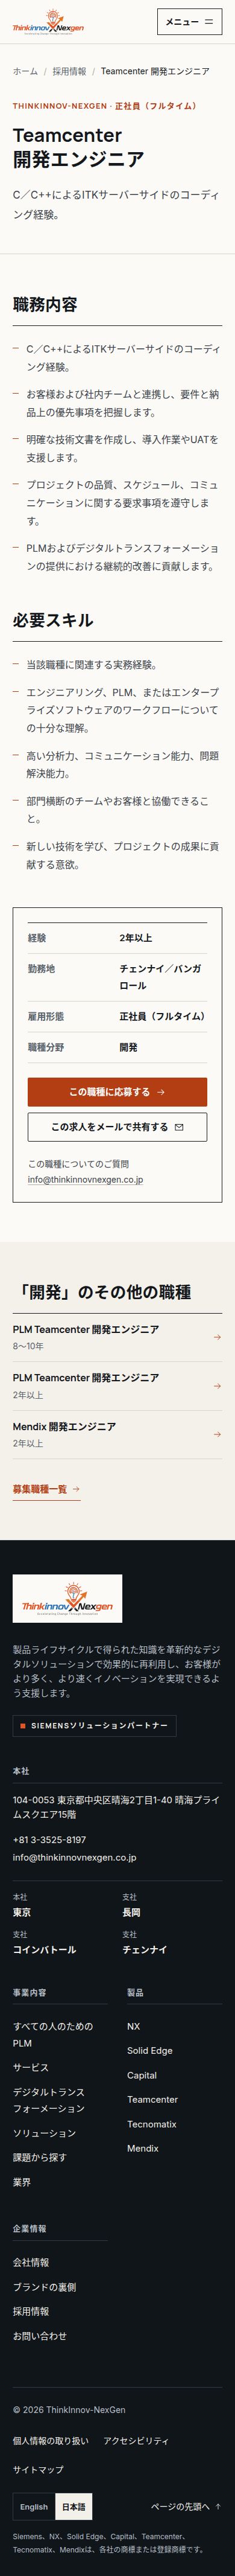 Thinkinnov Nexgen
メニュー
ホーム / 採用情報 / Teamcenter 開発エンジニア
THINKINNOV-NEXGEN · 正社員（フルタイム）
Teamcenter
開発エンジニア
C／C++によるITKサーバーサイドのコーディ
ング経験。
職務内容
C／C++によるITKサーバーサイドのコーディ
ング経験。
お客様および社内チームと連携し、要件と納
品上の優先事項を把握します。
明確な技術文書を作成し、導入作業やUATを
支援します。
プロジェクトの品質、スケジュール、コミュ
ニケーションに関する要求事項を遵守しま
す。
PLMおよびデジタルトランスフォーメーショ
ンの提供における継続的改善に貢献します。
必要スキル
当該職種に関連する実務経験。
エンジニアリング、PLM、またはエンタープ
ライズソフトウェアのワークフローについて
の十分な理解。
高い分析力、コミュニケーション能力、問題
解決能力。
部門横断のチームやお客様と協働できるこ
と。
新しい技術を学び、プロジェクトの成果に貢
献する意欲。
経験 2年以上
勤務地 チェンナイ／バンガ
ロール
雇用形態 正社員（フルタイム）
職種分野 開発
この職種に応募する →
この求人をメールで共有する
この職種についてのご質問
info@thinkinnovnexgen.co.jp
「開発」のその他の職種
PLM Teamcenter 開発エンジニア →
8〜10年
PLM Teamcenter 開発エンジニア →
2年以上
Mendix 開発エンジニア →
2年以上
募集職種一覧 →
Thinkinnov Nexgen
製品ライフサイクルで得られた知識を革新的なデジ
タルソリューションで効果的に再利用し、お客様が
より多く、より速くイノベーションを実現できるよ
う支援します。
SIEMENSソリューションパートナー
本社
104-0053 東京都中央区晴海2丁目1-40 晴海プライ
ムスクエア15階
+81 3-3525-8197
info@thinkinnovnexgen.co.jp
本社
東京
支社
長岡
支社
コインバトール
支社
チェンナイ
事業内容
すべての人のための
PLM
サービス
デジタルトランス
フォーメーション
ソリューション
課題から探す
業界
製品
NX
Solid Edge
Capital
Teamcenter
Tecnomatix
Mendix
企業情報
会社情報
ブランドの裏側
採用情報
お問い合わせ
© 2026 ThinkInnov-NexGen
個人情報の取り扱い アクセシビリティ
サイトマップ
English 日本語 ページの先頭へ ↑
Siemens、NX、Solid Edge、Capital、Teamcenter、
Tecnomatix、Mendixは、各社の商標または登録商標です。